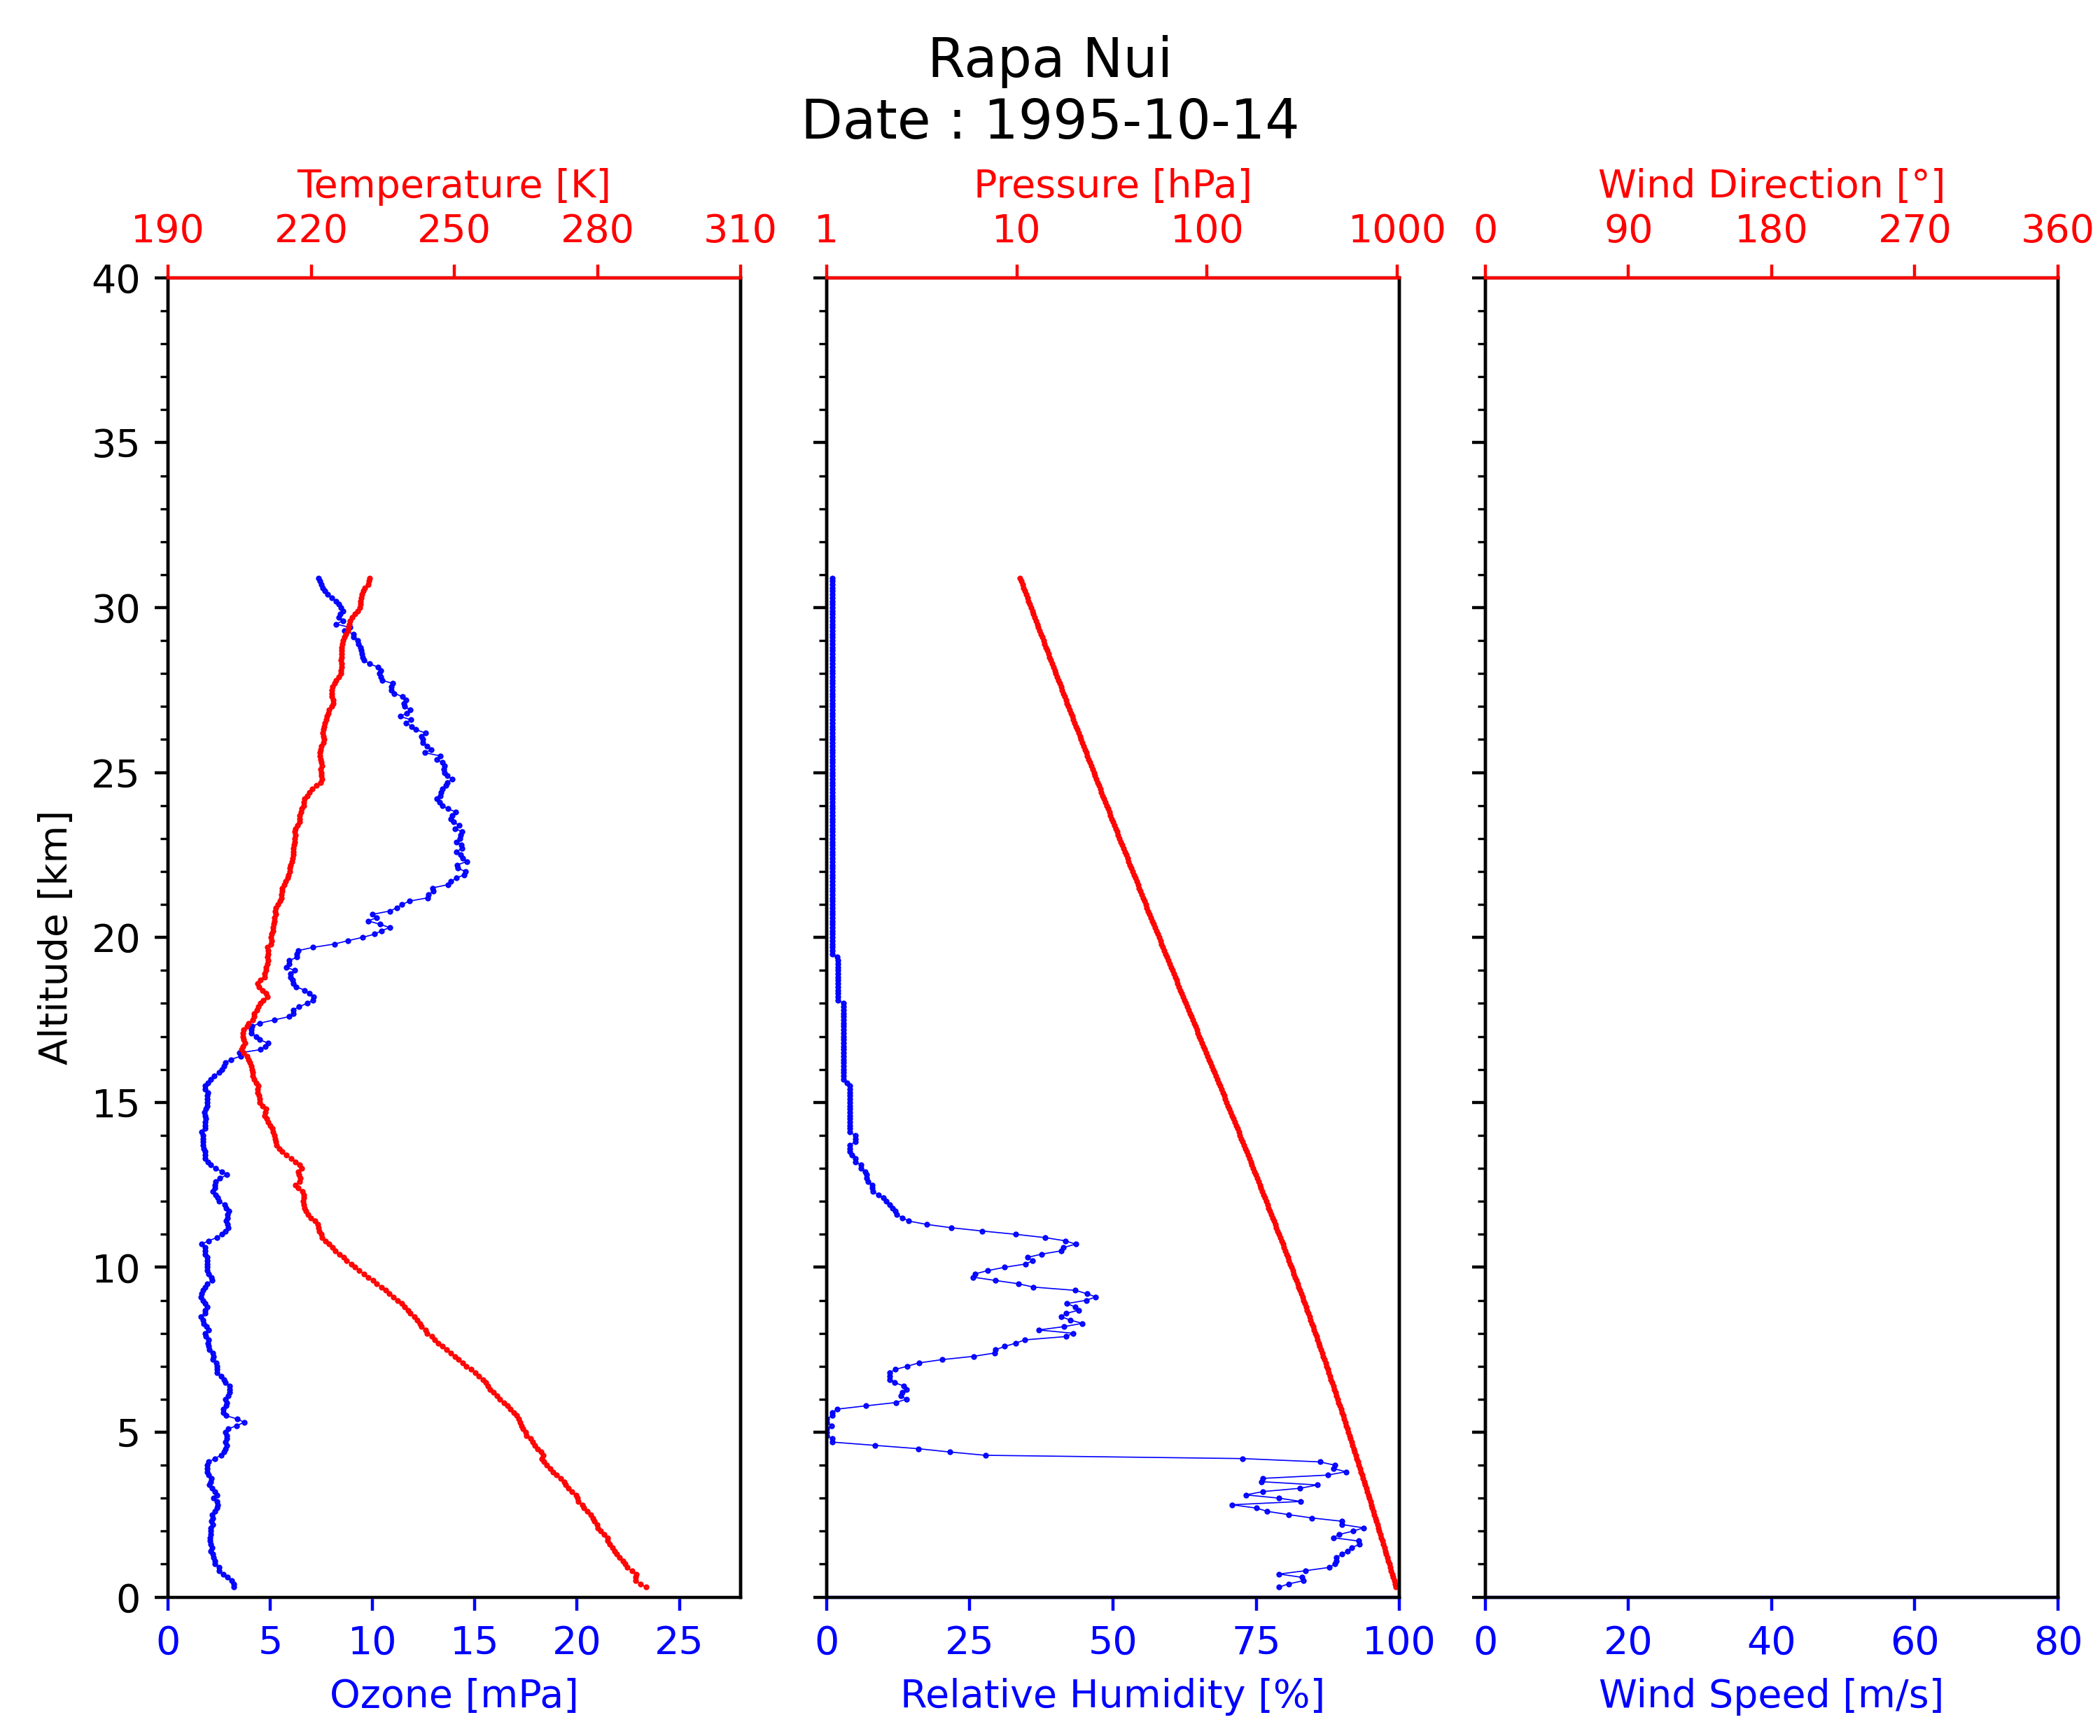 Rapa Nui
Date : 1995-10-14
Temperature [K]
190 220 250 280 310
Pressure [hPa]
1 10 100 1000
Wind Direction [°]
0 90 180 270 360
Altitude [km]
40
35
30
25
20
15
10
5
0
0 5 10 15 20 25
Ozone [mPa]
0 25 50 75 100
Relative Humidity [%]
0 20 40 60 80
Wind Speed [m/s]